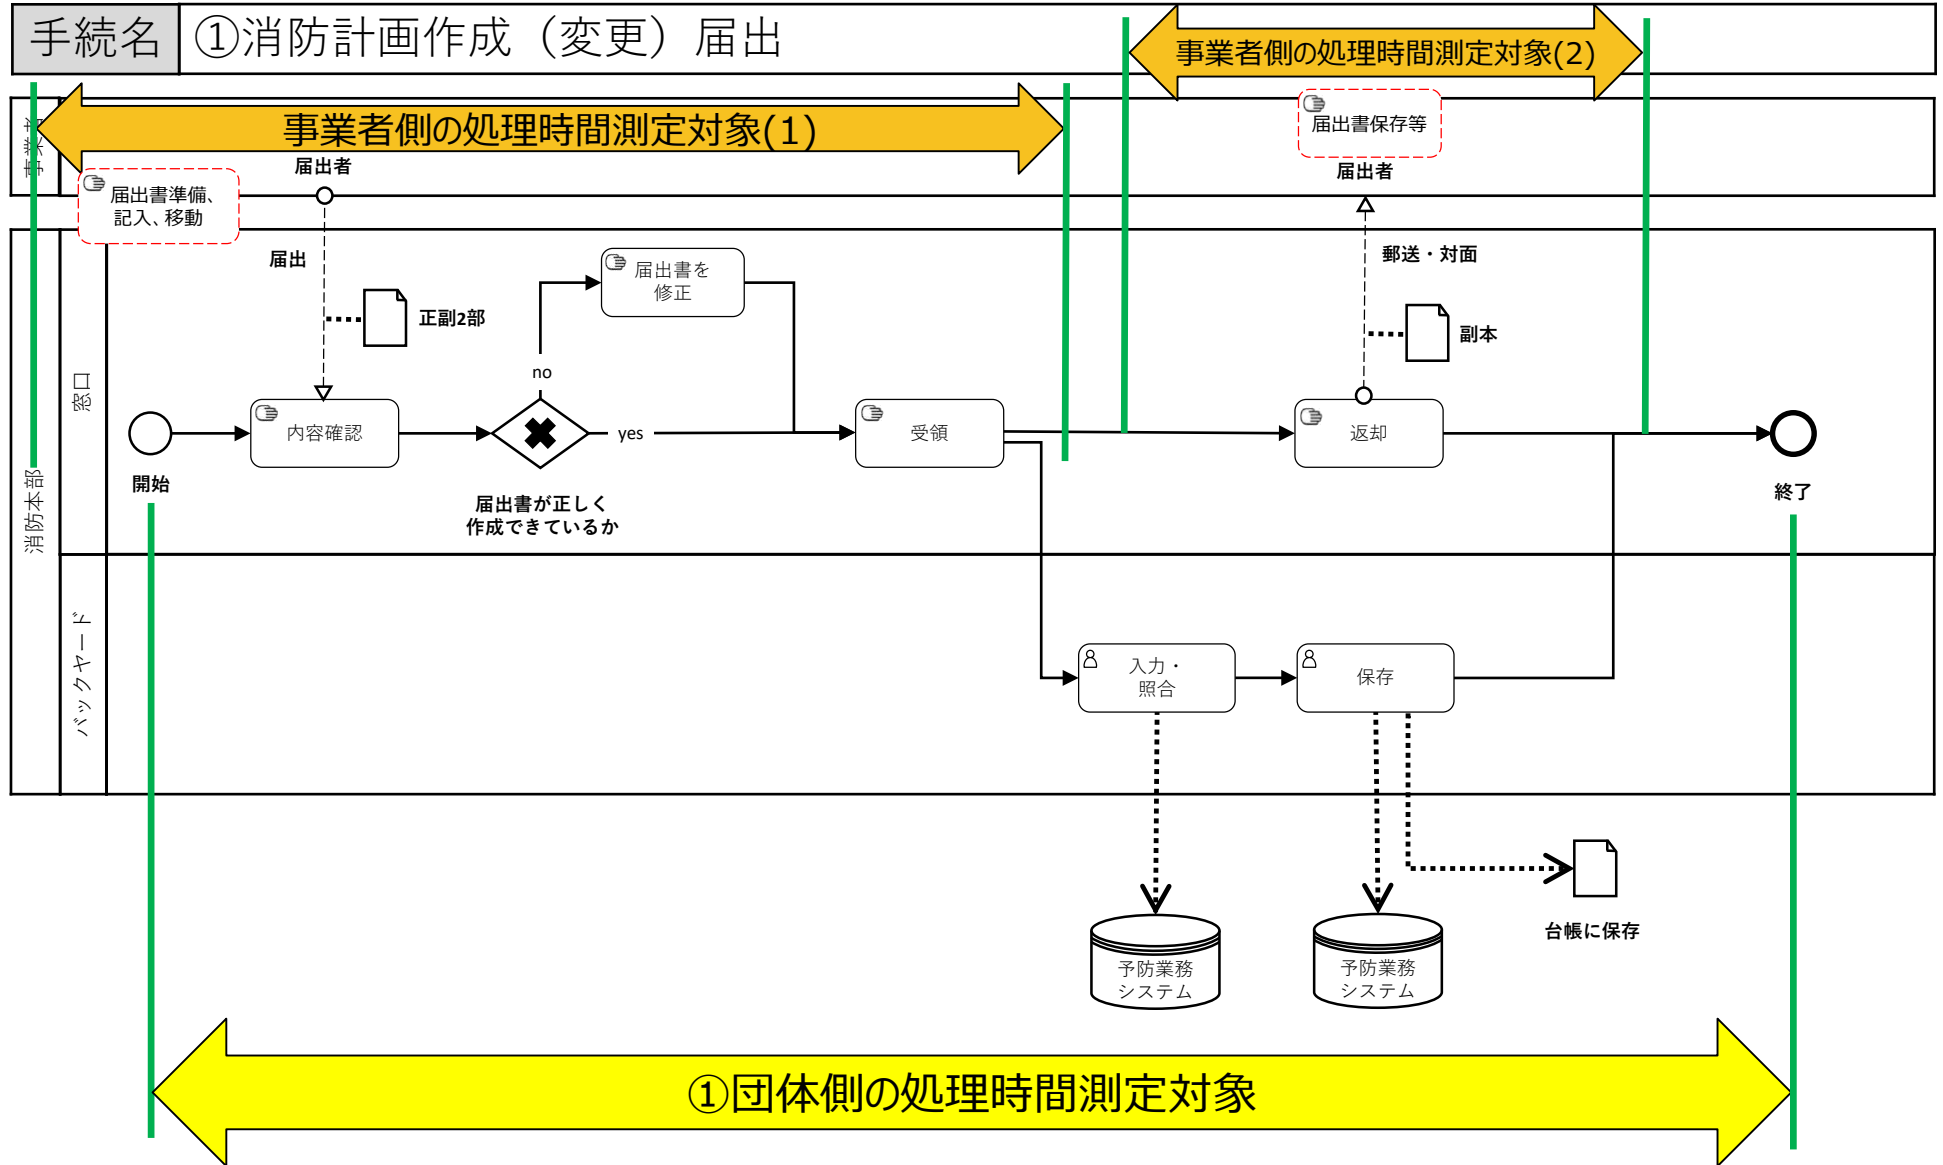 手続名
①消防計画作成（変更）届出
事業者側の処理時間測定対象(2)
事業者
事業者側の処理時間測定対象(1)
届出書保存等
届出者
届出者
届出書準備、
記入、移動
消防本部
窓口
届出
正副2部
届出書を
修正
郵送・対面
副本
no
内容確認
yes
受領
返却
開始
届出書が正しく
作成できているか
終了
バックヤード
入力・
照合
保存
台帳に保存
予防業務
システム
予防業務
システム
①団体側の処理時間測定対象